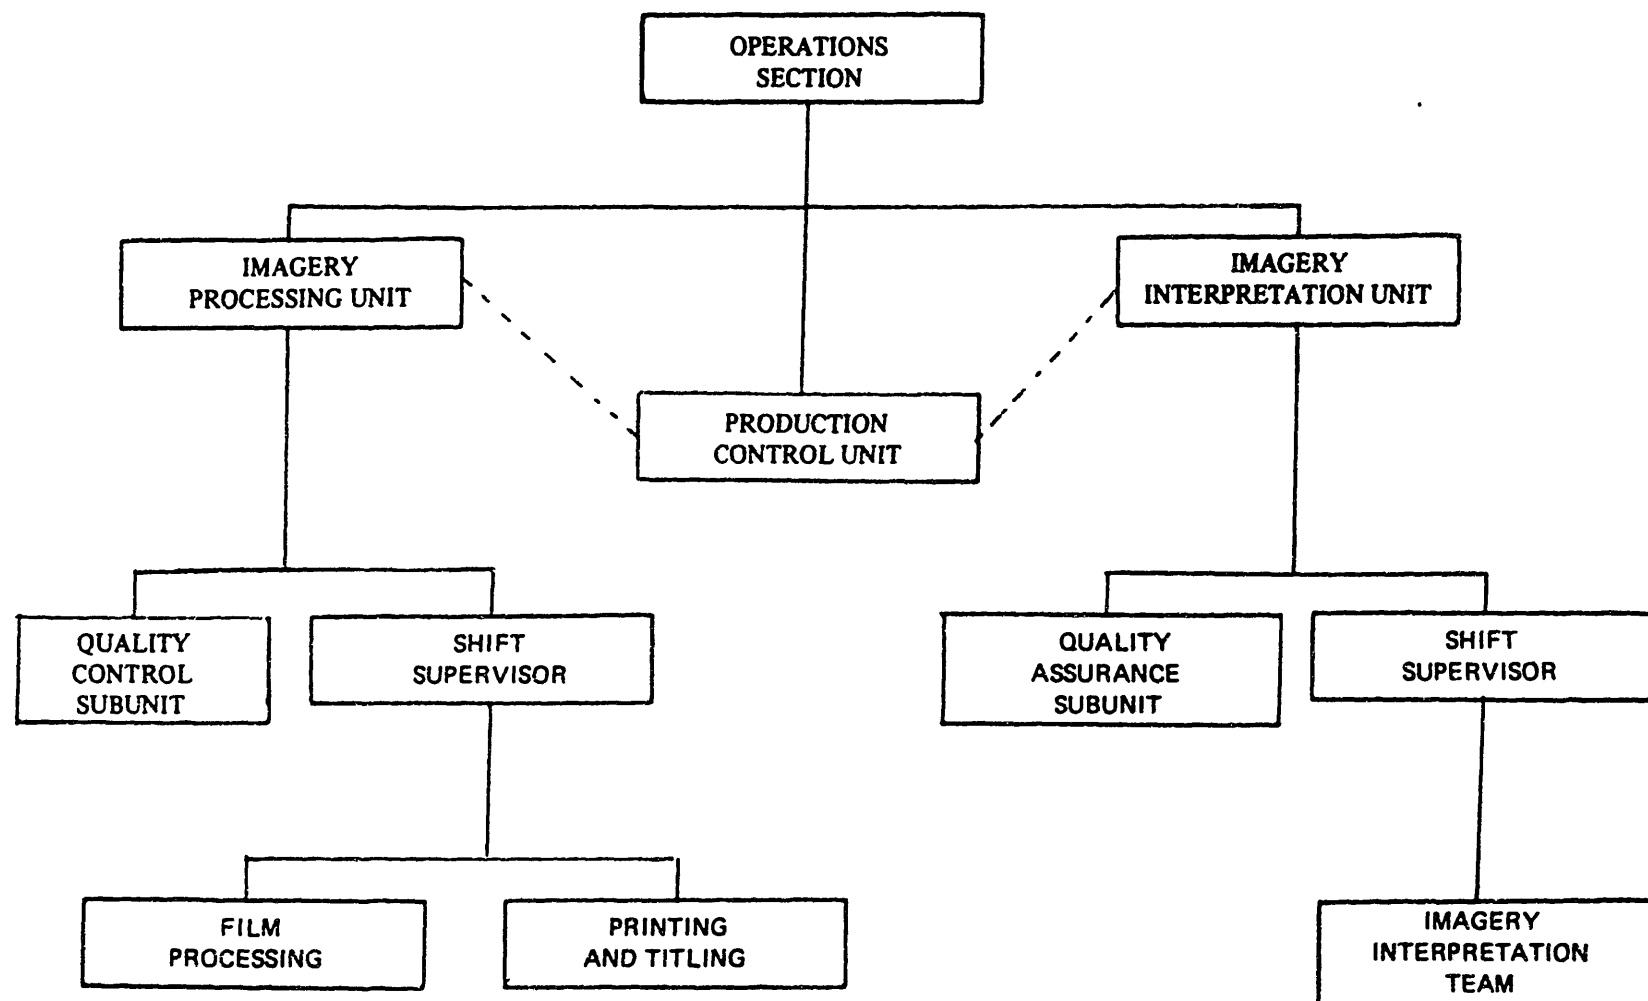 OPERATIONS
SECTION
IMAGERY
PROCESSING UNIT
IMAGERY
INTERPRETATION UNIT
PRODUCTION
CONTROL UNIT
QUALITY
CONTROL
SUBUNIT
SHIFT
SUPERVISOR
QUALITY
ASSURANCE
SUBUNIT
SHIFT
SUPERVISOR
FILM
PROCESSING
PRINTING
AND TITLING
IMAGERY
INTERPRETATION
TEAM